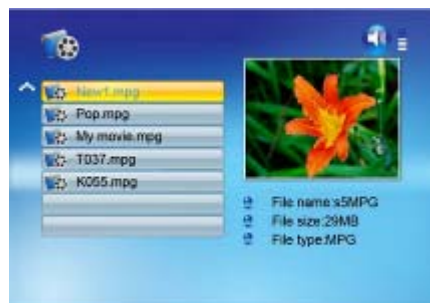 New1.mpg
Pop.mpg
My movie.mpg
T037.mpg
K055.mpg
File name:s5MPG
File size:29MB
File type:MPG